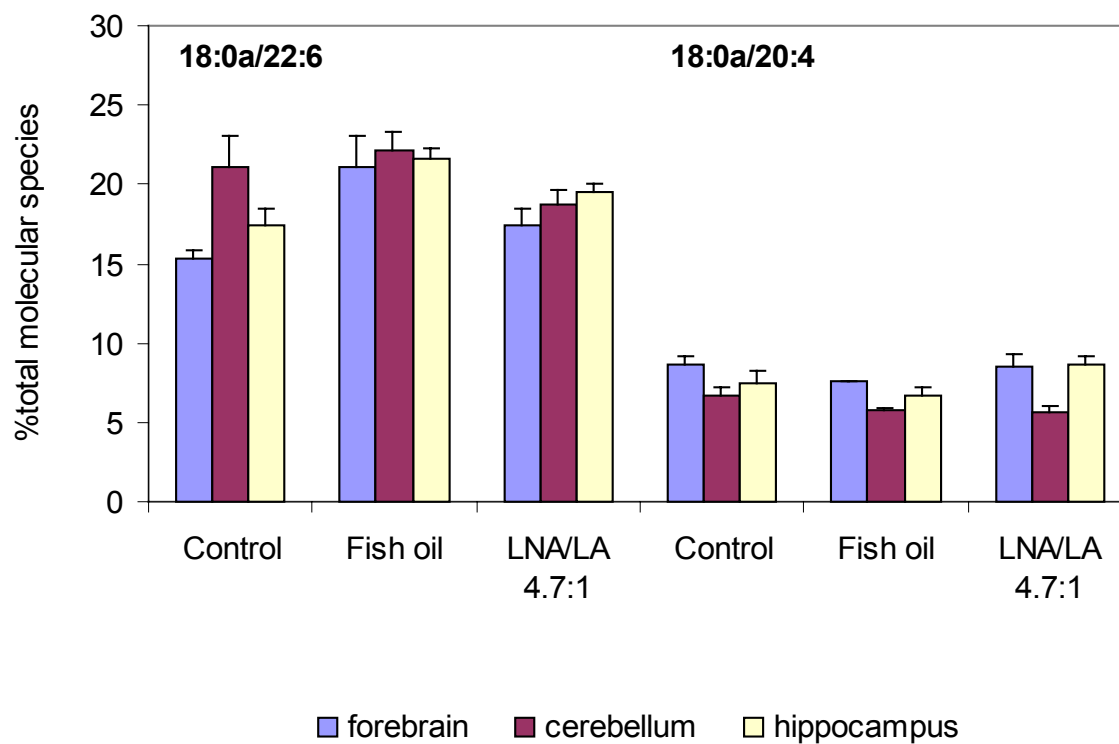 30
18:0a/22:6
18:0a/20:4
25
20
15
10
5
0
%total molecular species
Control
Fish oil
LNA/LA
4.7:1
Control
Fish oil
LNA/LA
4.7:1
forebrain
cerebellum
hippocampus